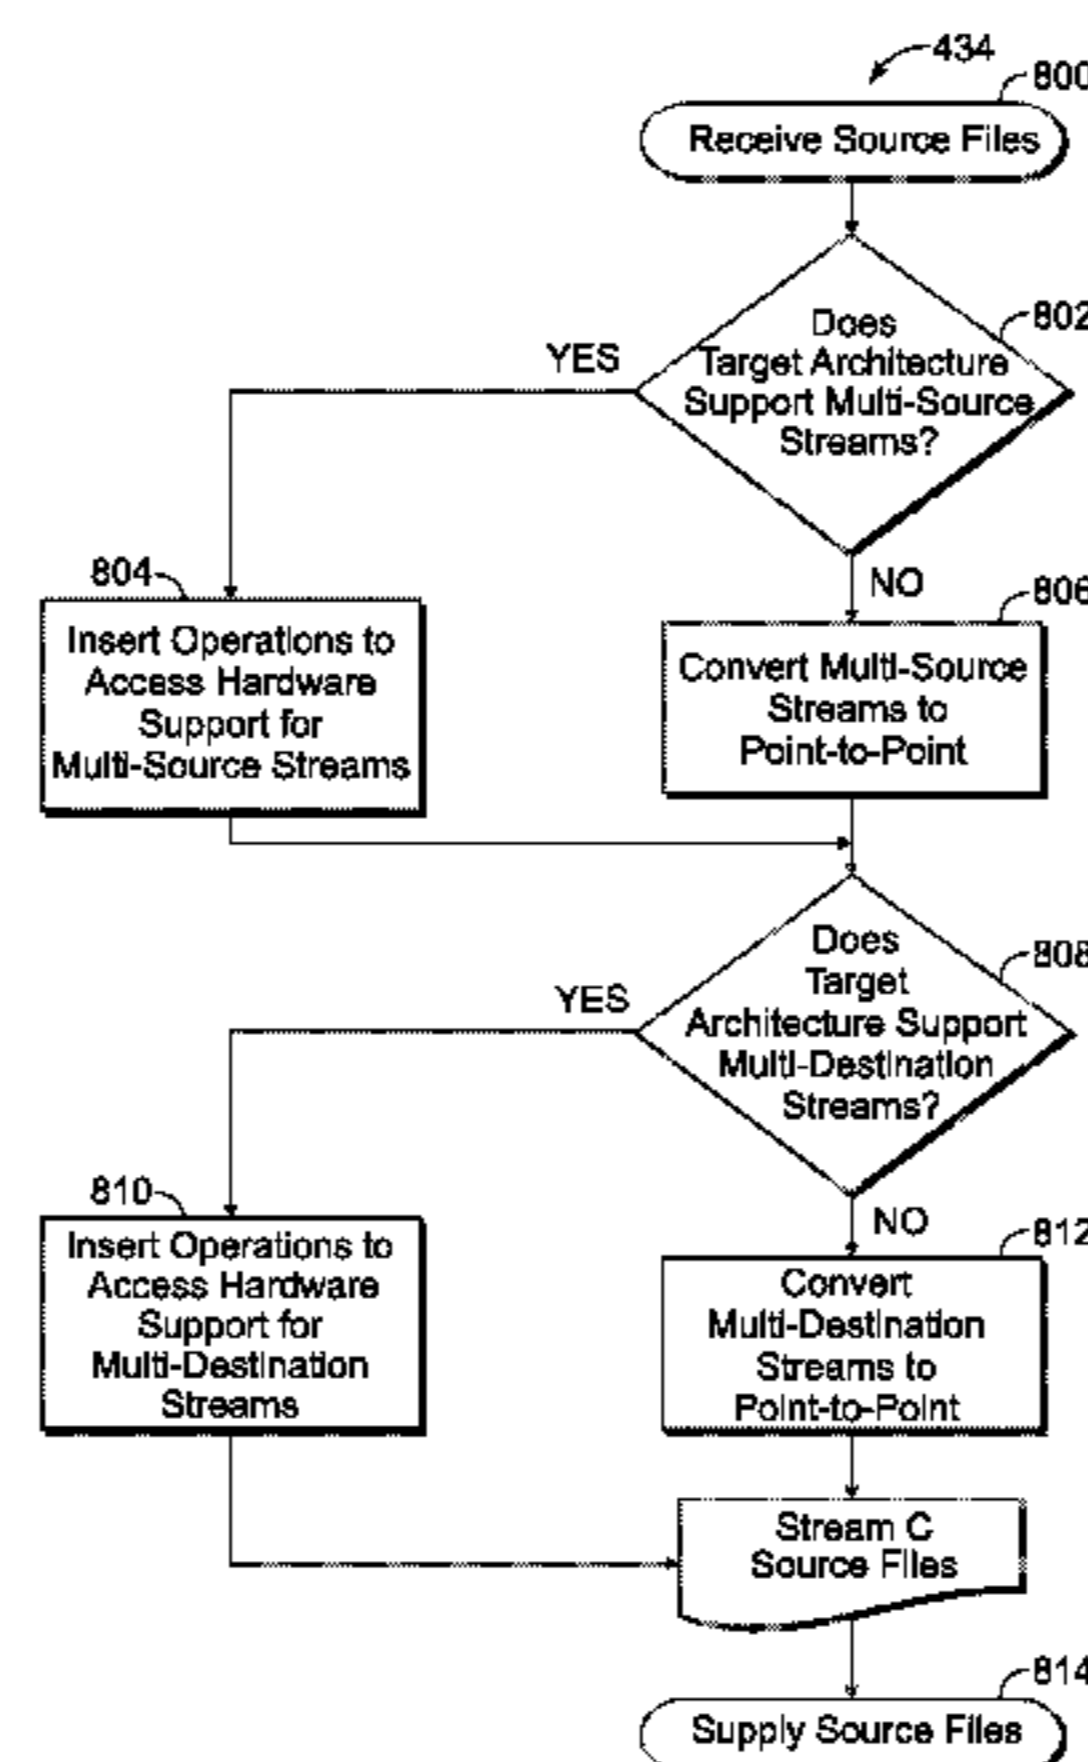 434
800
Receive Source Files
802
Does
Target Architecture
Support Multi-Source
Streams?
YES
NO
804
Insert Operations to
Access Hardware
Support for
Multi-Source Streams
806
Convert Multi-Source
Streams to
Point-to-Point
808
Does
Target
Architecture Support
Multi-Destination
Streams?
YES
NO
810
Insert Operations to
Access Hardware
Support for
Multi-Destination
Streams
812
Convert
Multi-Destination
Streams to
Point-to-Point
Stream C
Source Files
814
Supply Source Files